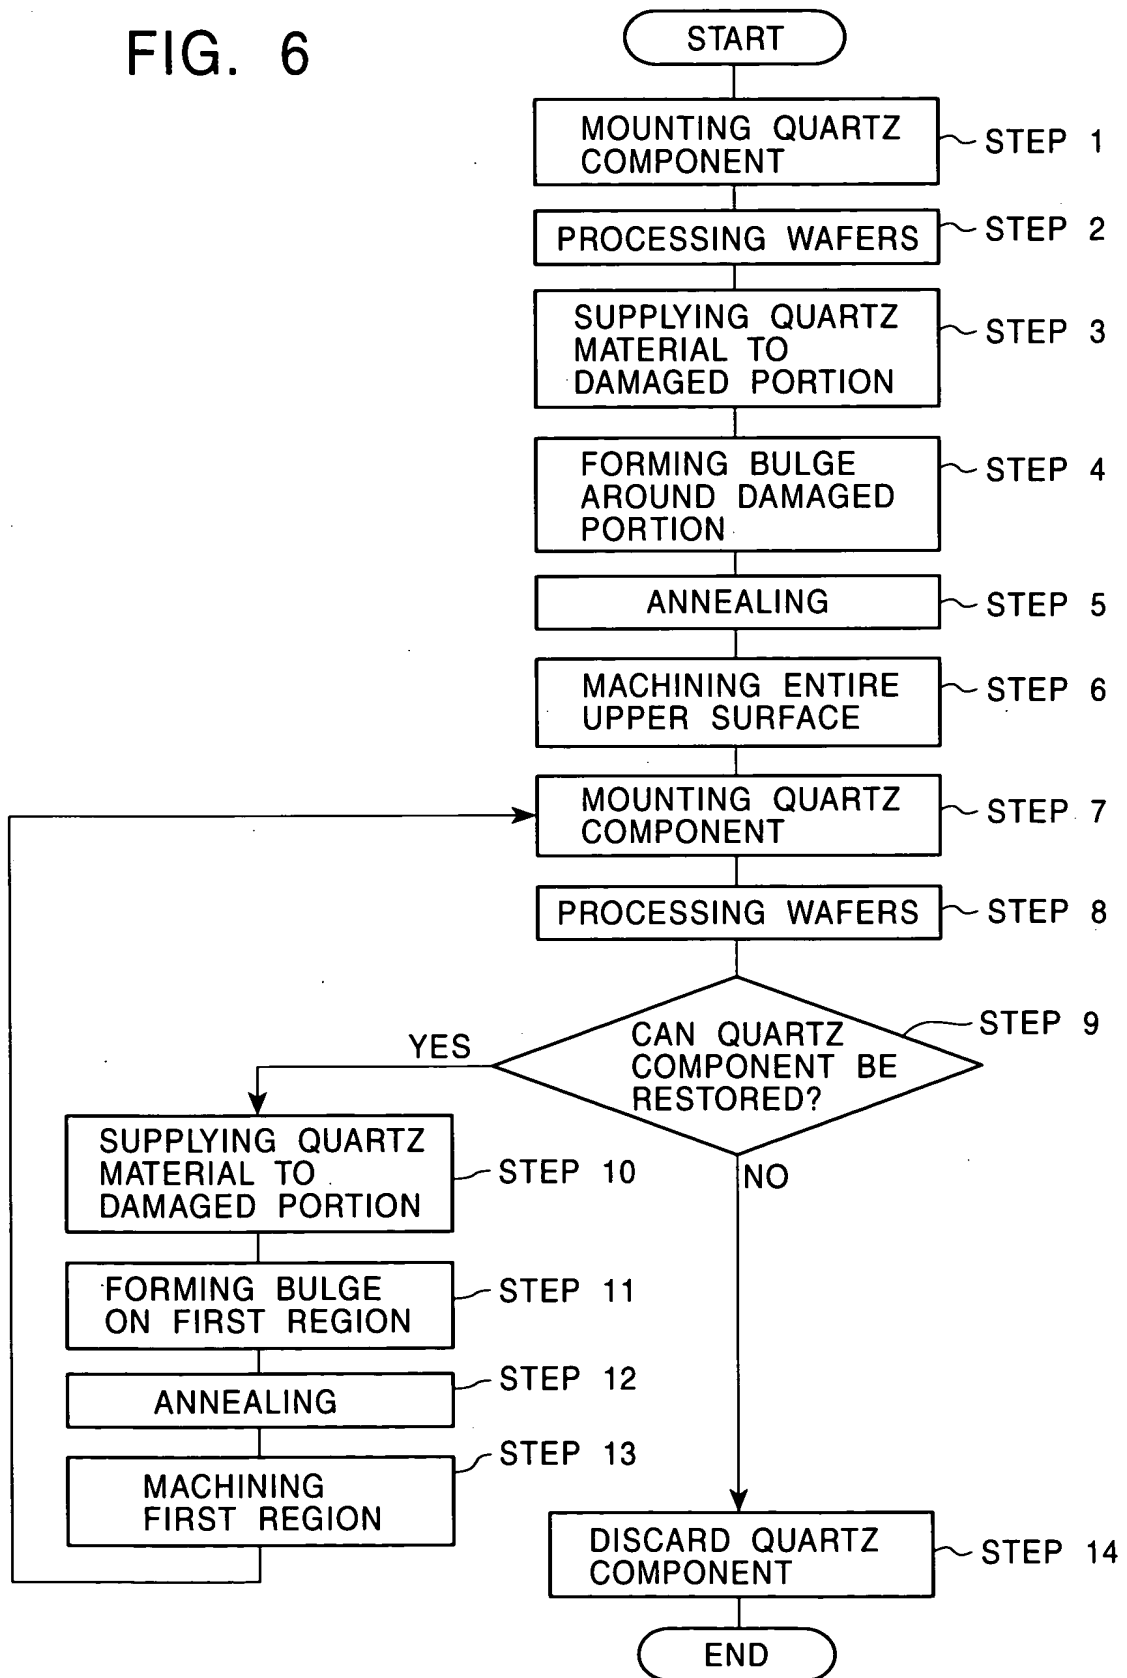 FIG. 6
START
MOUNTING QUARTZ
COMPONENT
STEP 1
PROCESSING WAFERS
STEP 2
SUPPLYING QUARTZ
MATERIAL TO
DAMAGED PORTION
STEP 3
FORMING BULGE
AROUND DAMAGED
PORTION
STEP 4
ANNEALING
STEP 5
MACHINING ENTIRE
UPPER SURFACE
STEP 6
MOUNTING QUARTZ
COMPONENT
STEP 7
PROCESSING WAFERS
STEP 8
CAN QUARTZ
COMPONENT BE
RESTORED?
STEP 9
YES
SUPPLYING QUARTZ
MATERIAL TO
DAMAGED PORTION
STEP 10
FORMING BULGE
ON FIRST REGION
STEP 11
ANNEALING
STEP 12
MACHINING
FIRST REGION
STEP 13
NO
DISCARD QUARTZ
COMPONENT
STEP 14
END